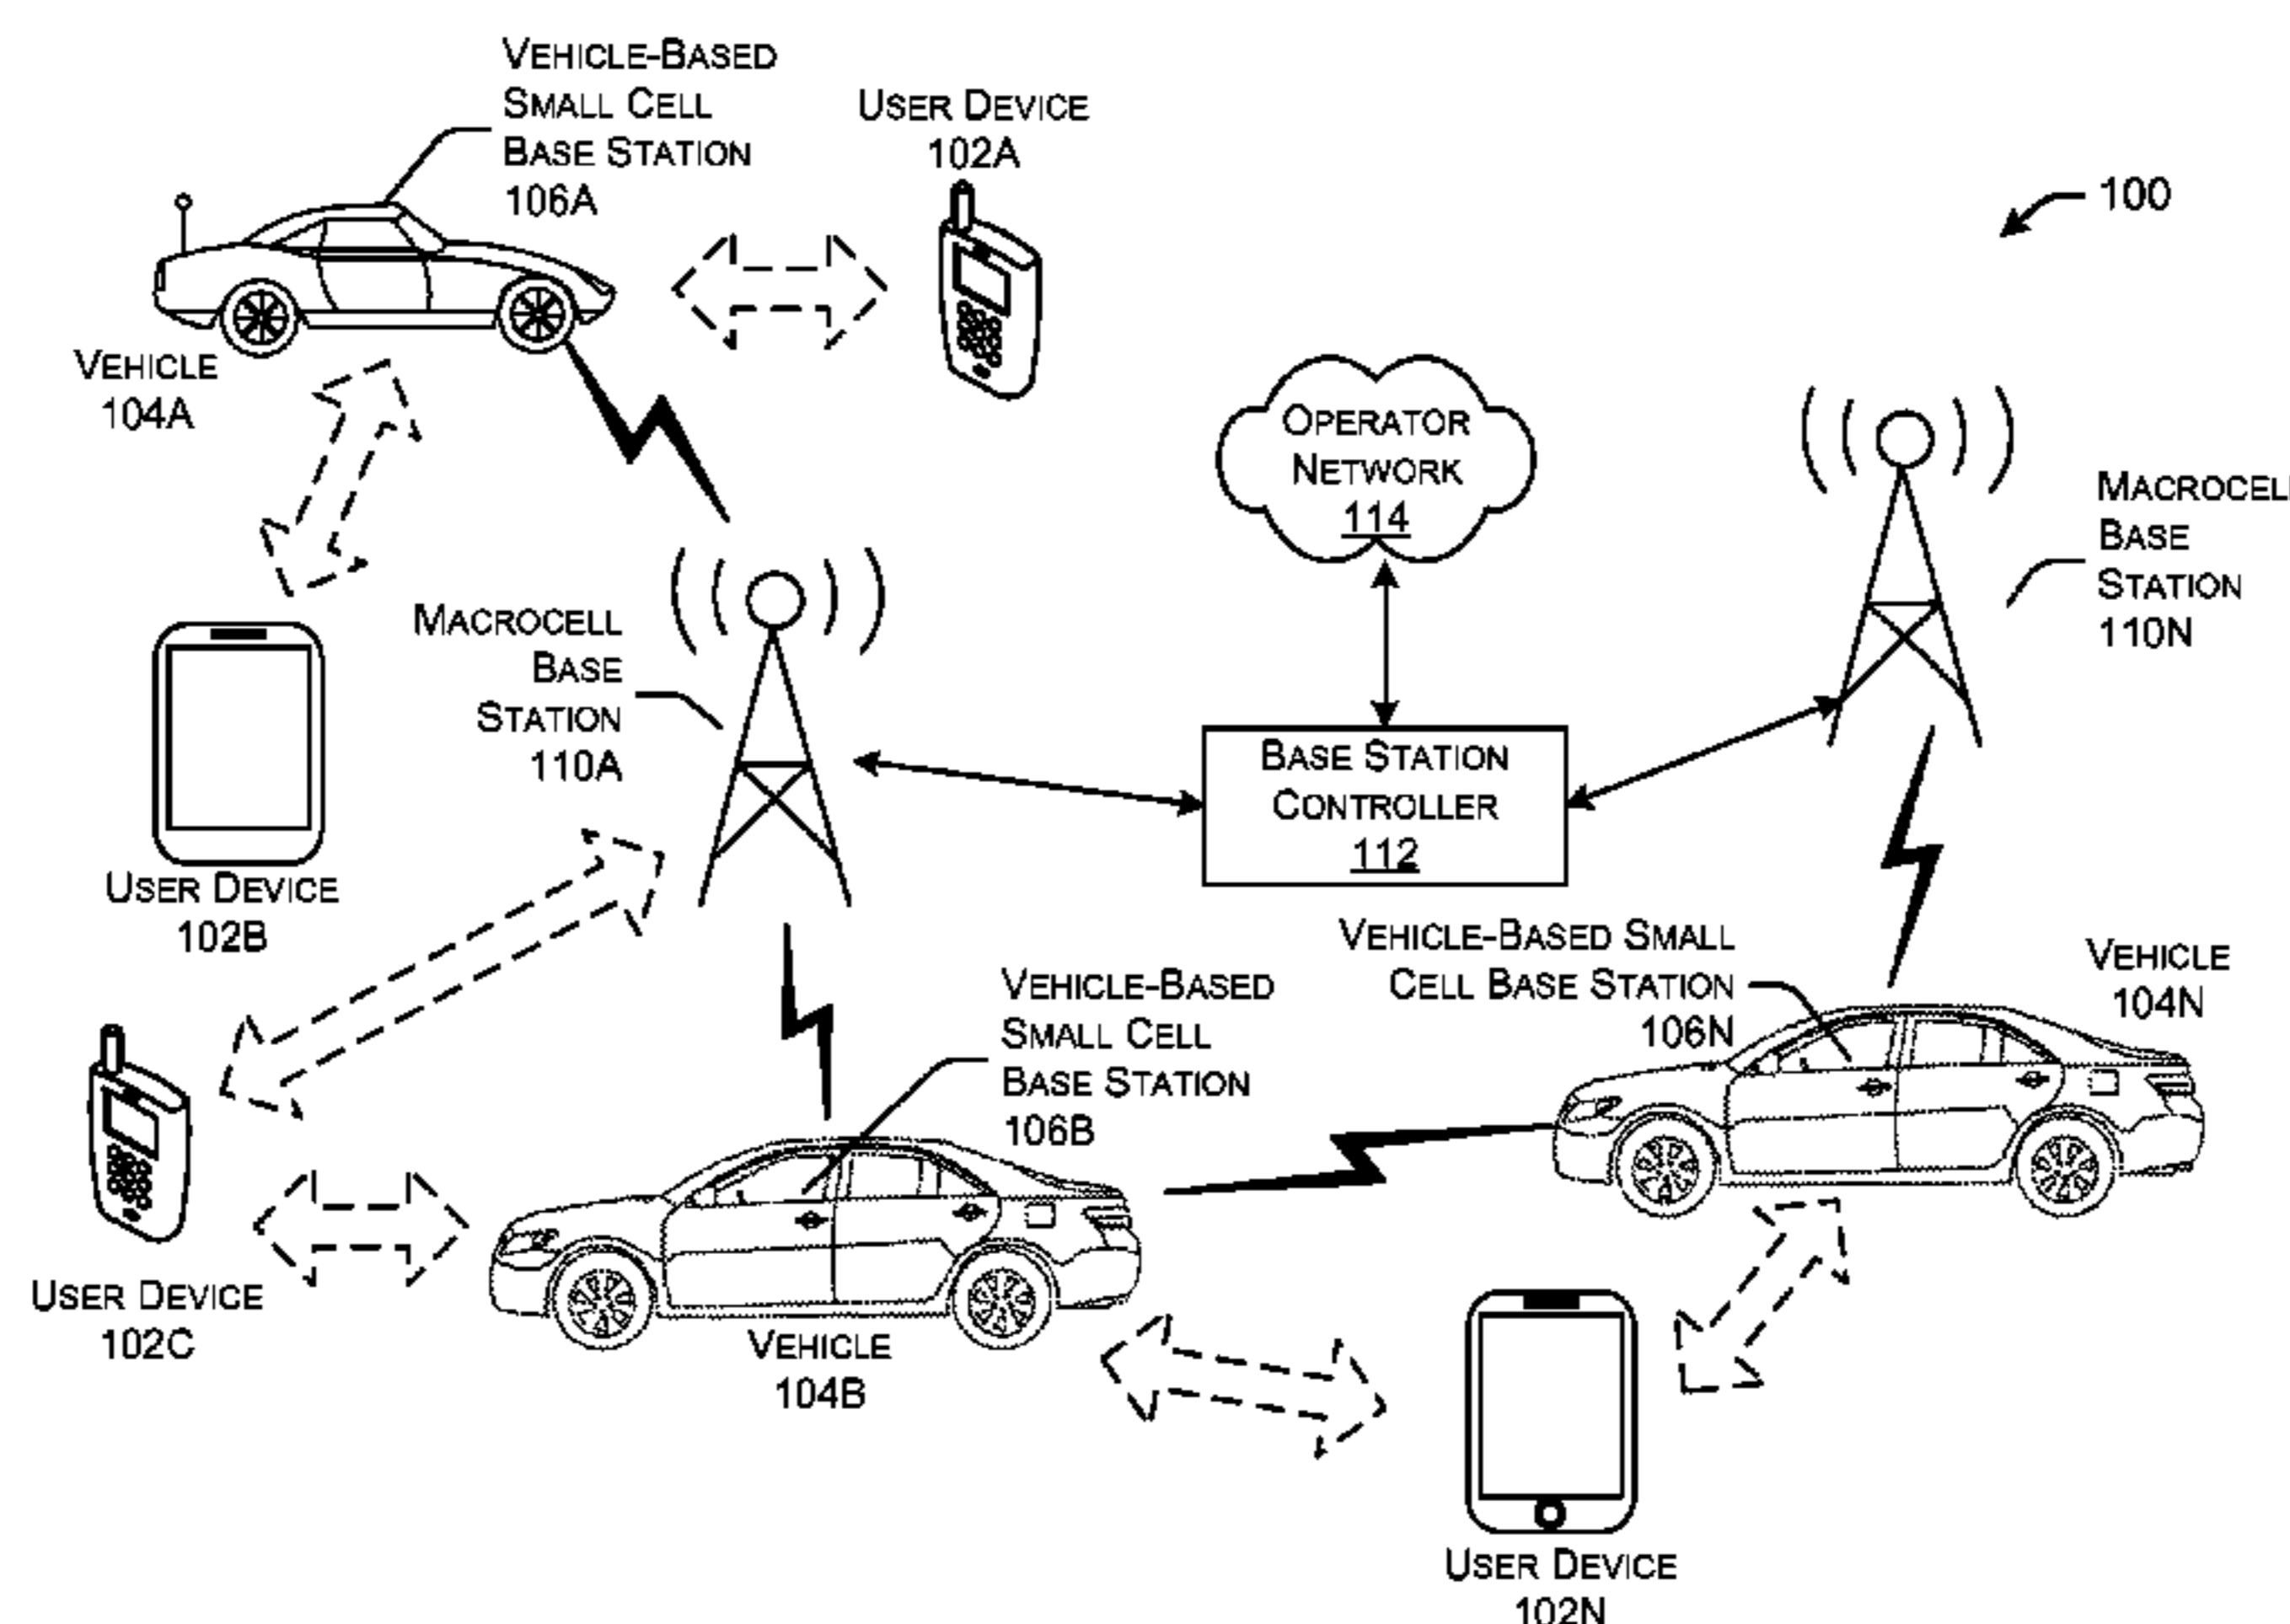 VEHICLE-BASED
SMALL CELL
BASE STATION
106A
USER DEVICE
102A
100
VEHICLE
104A
OPERATOR
NETWORK
114
MACROCELL
BASE
STATION
110N
MACROCELL
BASE
STATION
110A
BASE STATION
CONTROLLER
112
USER DEVICE
102B
VEHICLE-BASED SMALL
CELL BASE STATION
106N
VEHICLE
104N
VEHICLE-BASED
SMALL CELL
BASE STATION
106B
USER DEVICE
102C
VEHICLE
104B
USER DEVICE
102N